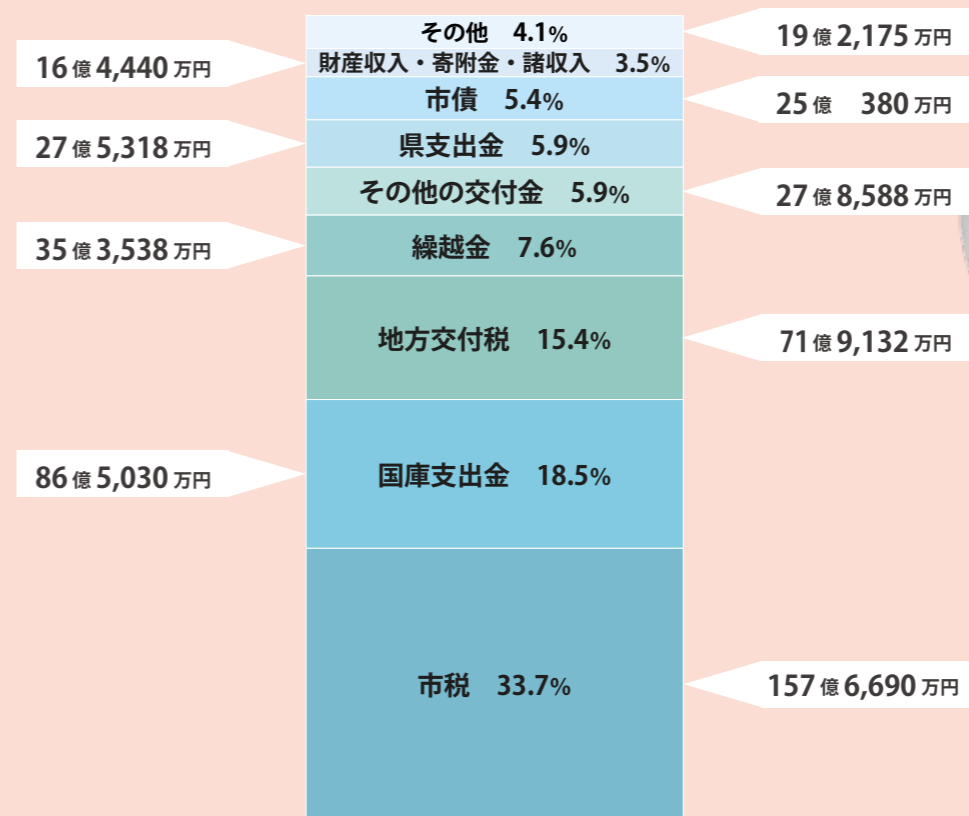 その他 4.1%
19億2,175万円
財産収入・寄附金・諸収入 3.5%
16億4,440万円
市債 5.4%
25億 380万円
県支出金 5.9%
27億5,318万円
その他の交付金 5.9%
27億8,588万円
繰越金 7.6%
35億3,538万円
地方交付税 15.4%
71億9,132万円
国庫支出金 18.5%
86億5,030万円
市税 33.7%
157億6,690万円